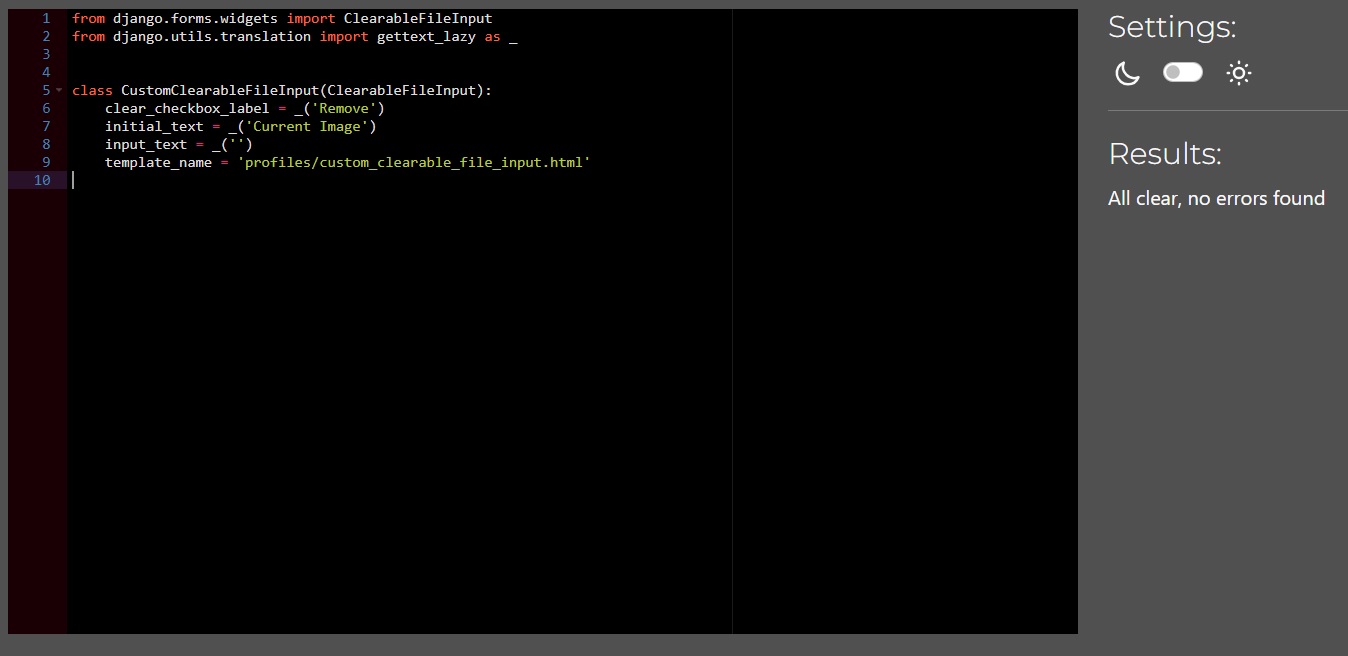 1 from django.forms.widgets import ClearableFileInput
2 from django.utils.translation import gettext_lazy as _
3
4
5 class CustomClearableFileInput(ClearableFileInput):
6     clear_checkbox_label = _('Remove')
7     initial_text = _('Current Image')
8     input_text = _('')
9     template_name = 'profiles/custom_clearable_file_input.html'
10
Settings:
Results:
All clear, no errors found